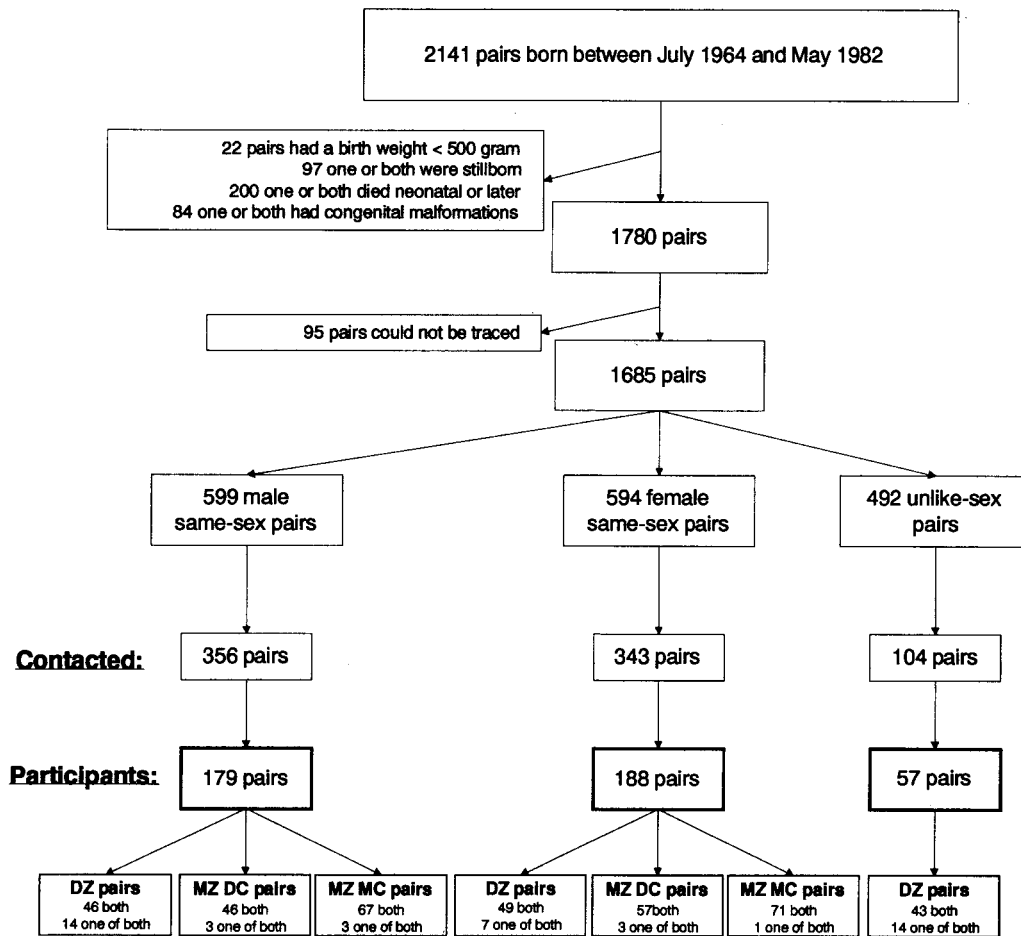 2141 pairs born between July 1964 and May 1982
22 pairs had a birth weight < 500 gram
97 one or both were stillborn
200 one or both died neonatal or later
84 one or both had congenital malformations
1780 pairs
95 pairs could not be traced
1685 pairs
599 male
same-sex pairs
594 female
same-sex pairs
492 unlike-sex
pairs
Contacted:
356 pairs
343 pairs
104 pairs
Participants:
179 pairs
188 pairs
57 pairs
DZ pairs
46 both
14 one of both
MZ DC pairs
46 both
3 one of both
MZ MC pairs
67 both
3 one of both
DZ pairs
49 both
7 one of both
MZ DC pairs
57both
3 one of both
MZ MC pairs
71 both
1 one of both
DZ pairs
43 both
14 one of both